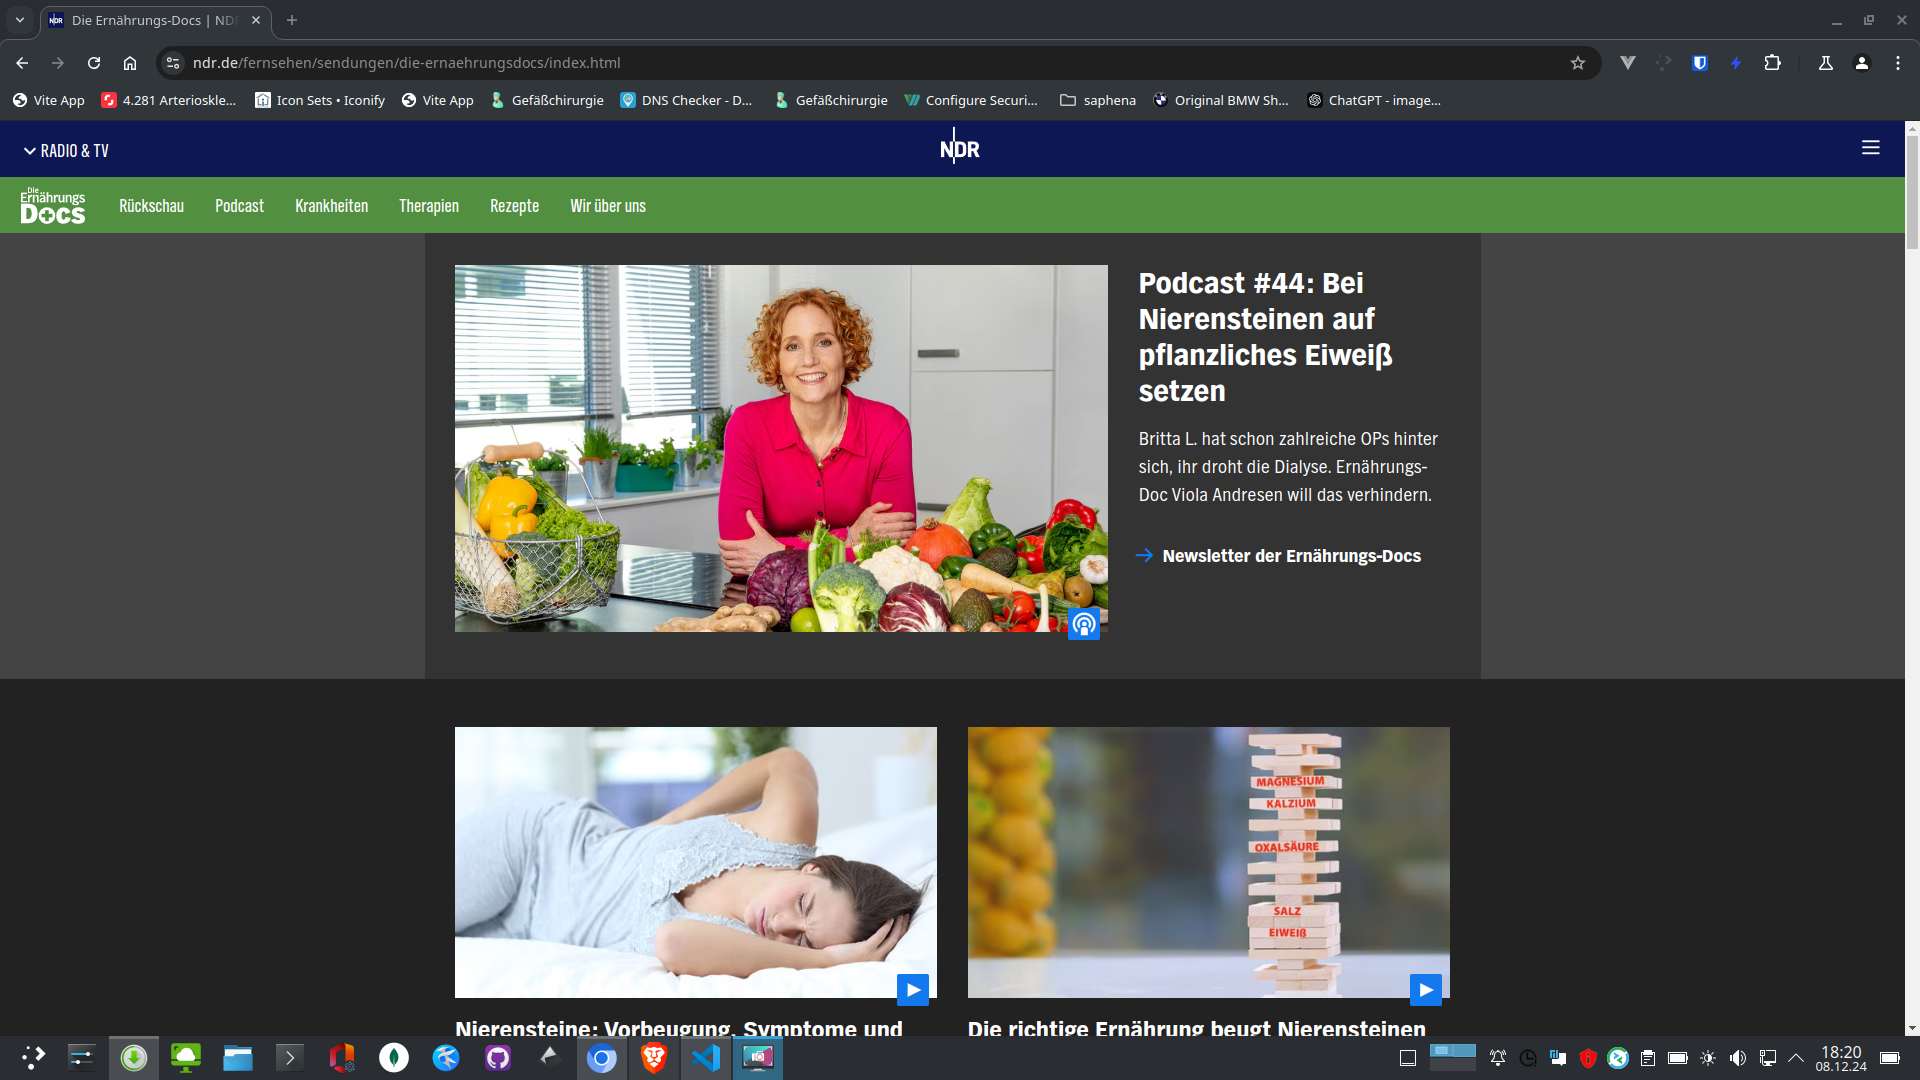 Die Ernährungs-Docs | ND
ndr.de/fernsehen/sendungen/die-ernaehrungsdocs/index.html
Vite App
4.281 Arterioskle...
Icon Sets • Iconify
Vite App
Gefäßchirurgie
DNS Checker - D...
Gefäßchirurgie
Configure Securi...
saphena
Original BMW Sh...
ChatGPT - image...
RADIO & TV
NDR
Die
Ernährungs
Docs
Rückschau
Podcast
Krankheiten
Therapien
Rezepte
Wir über uns
Podcast #44: Bei
Nierensteinen auf
pflanzliches Eiweiß
setzen
Britta L. hat schon zahlreiche OPs hinter
sich, ihr droht die Dialyse. Ernährungs-
Doc Viola Andresen will das verhindern.
Newsletter der Ernährungs-Docs
MAGNESIUM
KALZIUM
OXALSÄURE
SALZ
EIWEIß
Nierensteine: Vorbeugung, Symptome und
Die richtige Ernährung beugt Nierensteinen
18:20
08.12.24